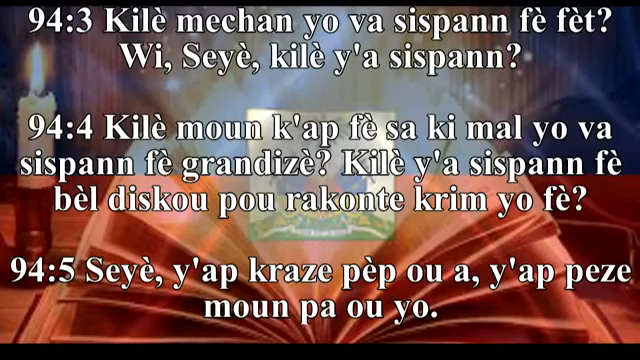 94:3 Kilè mechan yo va sispann fè fèt?
Wi, Seyè, kilè y'a sispann?
94:4 Kilè moun k'ap fè sa ki mal yo va
sispann fè grandizè? Kilè y'a sispann fè
bèl diskou pou rakonte krim yo fè?
94:5 Seyè, y'ap kraze pèp ou a, y'ap peze
moun pa ou yo.